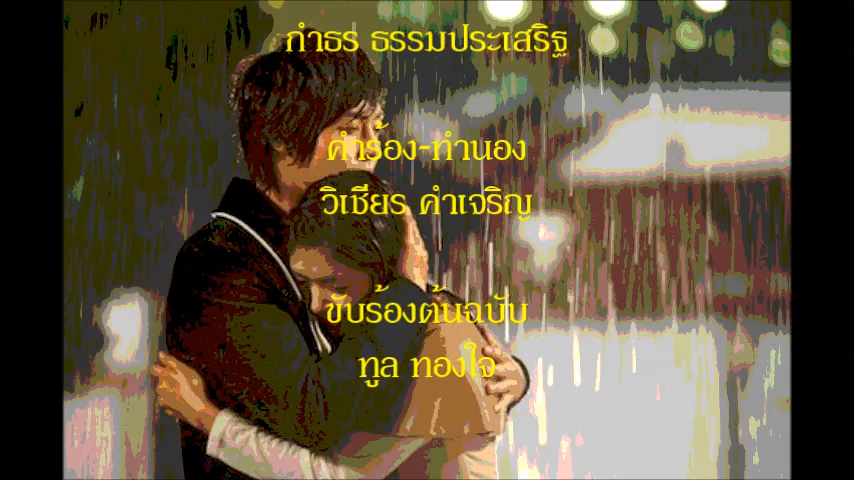 กำธร ธรรมประเสริฐ
คำร้อง-ทำนอง
วิเชียร คำเจริญ
ขับร้องต้นฉบับ
ทูล ทองใจ